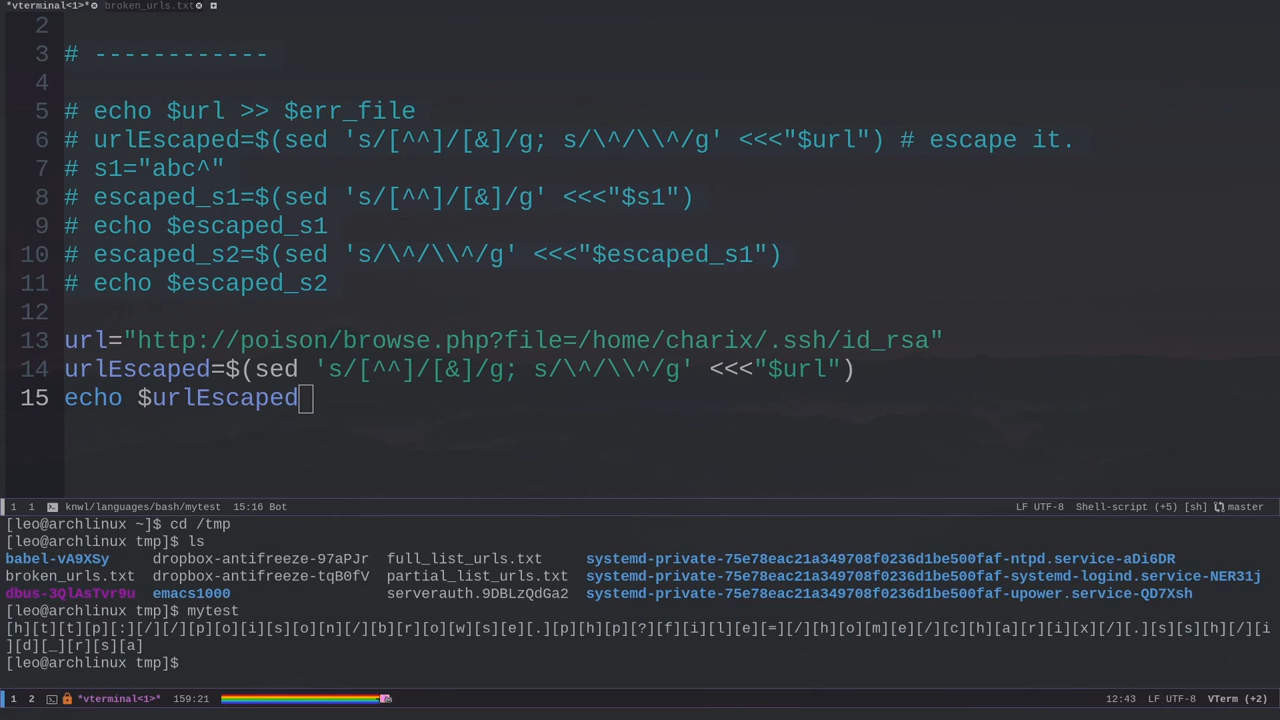 *vterminal<1>* broken_urls.txt
2
3 # ------------
4
5 # echo $url >> $err_file
6 # urlEscaped=$(sed 's/[^^]/[&]/g; s/\^/\\^/g' <<<"$url") # escape it.
7 # s1="abc^"
8 # escaped_s1=$(sed 's/[^^]/[&]/g' <<<"$s1")
9 # echo $escaped_s1
10 # escaped_s2=$(sed 's/\^/\\^/g' <<<"$escaped_s1")
11 # echo $escaped_s2
12
13 url="http://poison/browse.php?file=/home/charix/.ssh/id_rsa"
14 urlEscaped=$(sed 's/[^^]/[&]/g; s/\^/\\^/g' <<<"$url")
15 echo $urlEscaped
1 1 knwl/languages/bash/mytest 15:16 Bot LF UTF-8 Shell-script (+5) [sh] master
[leo@archlinux ~]$ cd /tmp
[leo@archlinux tmp]$ ls
babel-vA9XSy dropbox-antifreeze-97aPJr full_list_urls.txt systemd-private-75e78eac21a349708f0236d1be500faf-ntpd.service-aDi6DR
broken_urls.txt dropbox-antifreeze-tqB0fV partial_list_urls.txt systemd-private-75e78eac21a349708f0236d1be500faf-systemd-logind.service-NER31j
dbus-3QlAsTvr9u emacs1000 serverauth.9DBLzQdGa2 systemd-private-75e78eac21a349708f0236d1be500faf-upower.service-QD7Xsh
[leo@archlinux tmp]$ mytest
[h][t][t][p][:][/][/][p][o][i][s][o][n][/][b][r][o][w][s][e][.][p][h][p][?][f][i][l][e][=][/][h][o][m][e][/][c][h][a][r][i][x][/][.][s][s][h][/][i
][d][_][r][s][a]
[leo@archlinux tmp]$
1 2 *vterminal<1>* 159:21 12:43 LF UTF-8 VTerm (+2)